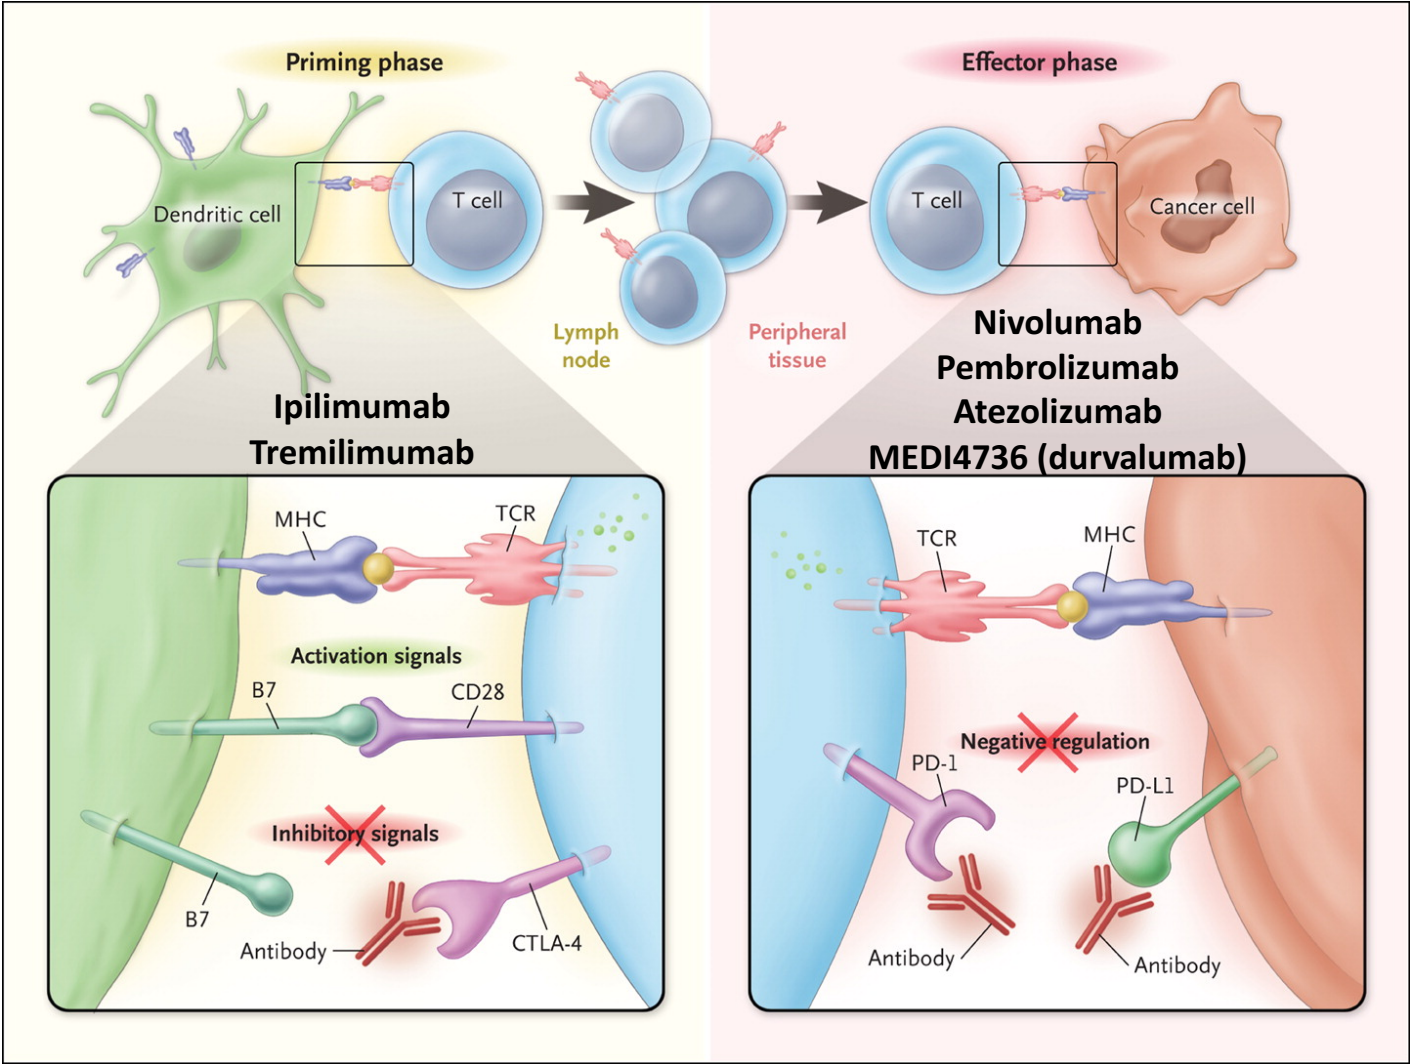 Priming phase
Effector phase
Dendritic cell
T cell
T cell
Cancer cell
Lymph
node
Peripheral
tissue
Ipilimumab
Tremilimumab
Nivolumab
Pembrolizumab
Atezolizumab
MEDI4736 (durvalumab)
MHC
TCR
Activation signals
B7
CD28
Inhibitory signals
B7
Antibody
CTLA-4
TCR
MHC
Negative regulation
PD-1
PD-L1
Antibody
Antibody